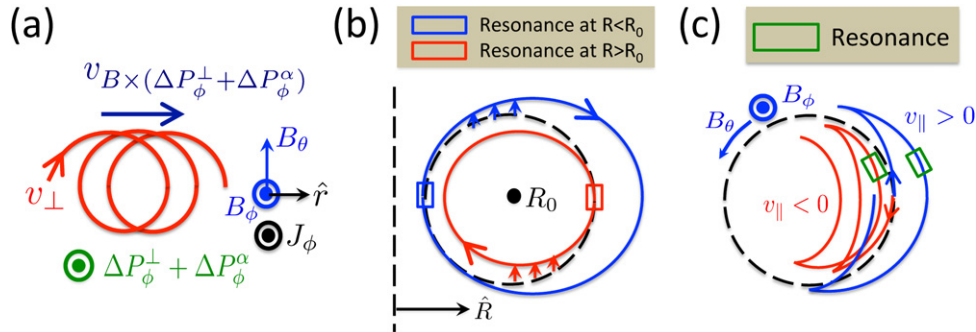 (a)
v_{B×(ΔP_ϕ^⊥+ΔP_ϕ^α)}
v_⊥
B_θ
B_ϕ
r̂
J_ϕ
ΔP_ϕ^⊥ + ΔP_ϕ^α
(b)
Resonance at R<R_0
Resonance at R>R_0
R_0
R̂
(c)
Resonance
B_ϕ
B_θ
v_∥ > 0
v_∥ < 0